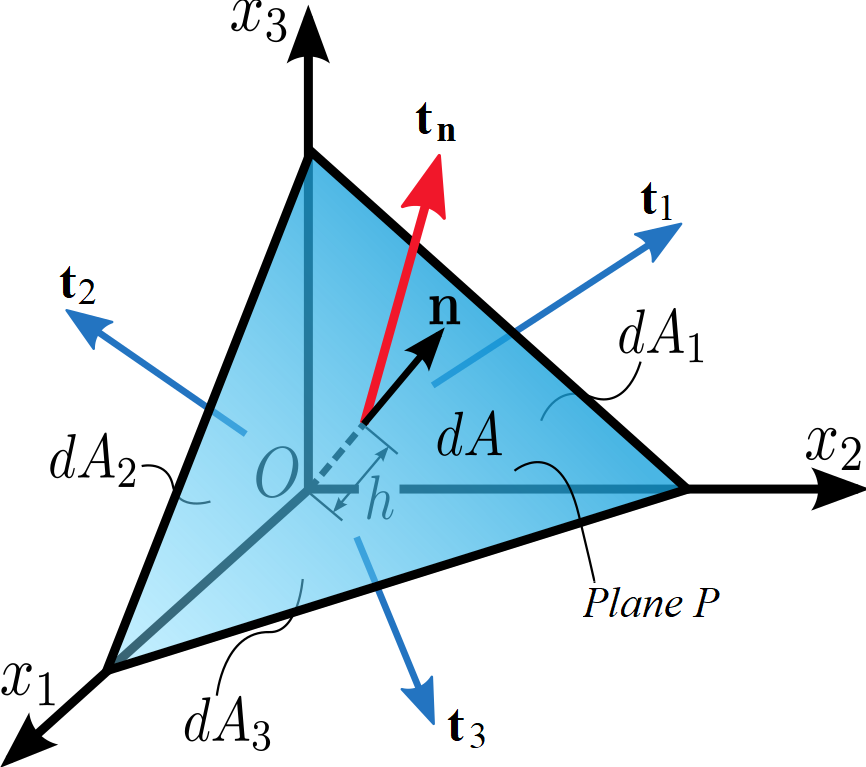 x₃
tₙ
t₁
t₂
n
dA₁
dA
x₂
dA₂
O
h
Plane P
x₁
dA₃
t₃